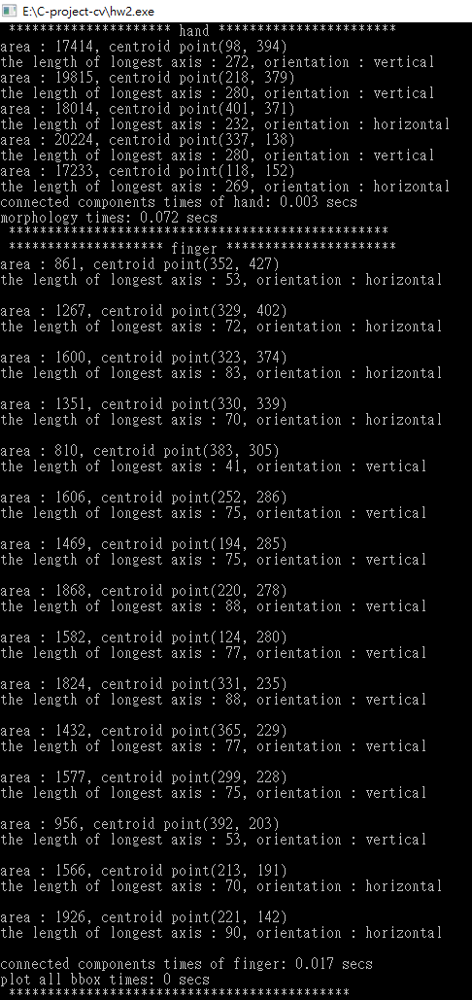 E:\C-project-cv\hw2.exe
********************* hand ***********************
area : 17414, centroid point(98, 394)
the length of longest axis : 272, orientation : vertical
area : 19815, centroid point(218, 379)
the length of longest axis : 280, orientation : vertical
area : 18014, centroid point(401, 371)
the length of longest axis : 232, orientation : horizontal
area : 20224, centroid point(337, 138)
the length of longest axis : 280, orientation : vertical
area : 17233, centroid point(118, 152)
the length of longest axis : 269, orientation : horizontal
connected components times of hand: 0.003 secs
morphology times: 0.072 secs
*************************************************
******************** finger **********************
area : 861, centroid point(352, 427)
the length of longest axis : 53, orientation : horizontal
area : 1267, centroid point(329, 402)
the length of longest axis : 72, orientation : horizontal
area : 1600, centroid point(323, 374)
the length of longest axis : 83, orientation : horizontal
area : 1351, centroid point(330, 339)
the length of longest axis : 70, orientation : horizontal
area : 810, centroid point(383, 305)
the length of longest axis : 41, orientation : vertical
area : 1606, centroid point(252, 286)
the length of longest axis : 75, orientation : vertical
area : 1469, centroid point(194, 285)
the length of longest axis : 75, orientation : vertical
area : 1868, centroid point(220, 278)
the length of longest axis : 88, orientation : vertical
area : 1582, centroid point(124, 280)
the length of longest axis : 77, orientation : vertical
area : 1824, centroid point(331, 235)
the length of longest axis : 88, orientation : vertical
area : 1432, centroid point(365, 229)
the length of longest axis : 77, orientation : vertical
area : 1577, centroid point(299, 228)
the length of longest axis : 75, orientation : vertical
area : 956, centroid point(392, 203)
the length of longest axis : 53, orientation : vertical
area : 1566, centroid point(213, 191)
the length of longest axis : 70, orientation : horizontal
area : 1926, centroid point(221, 142)
the length of longest axis : 90, orientation : horizontal
connected components times of finger: 0.017 secs
plot all bbox times: 0 secs
********************************************